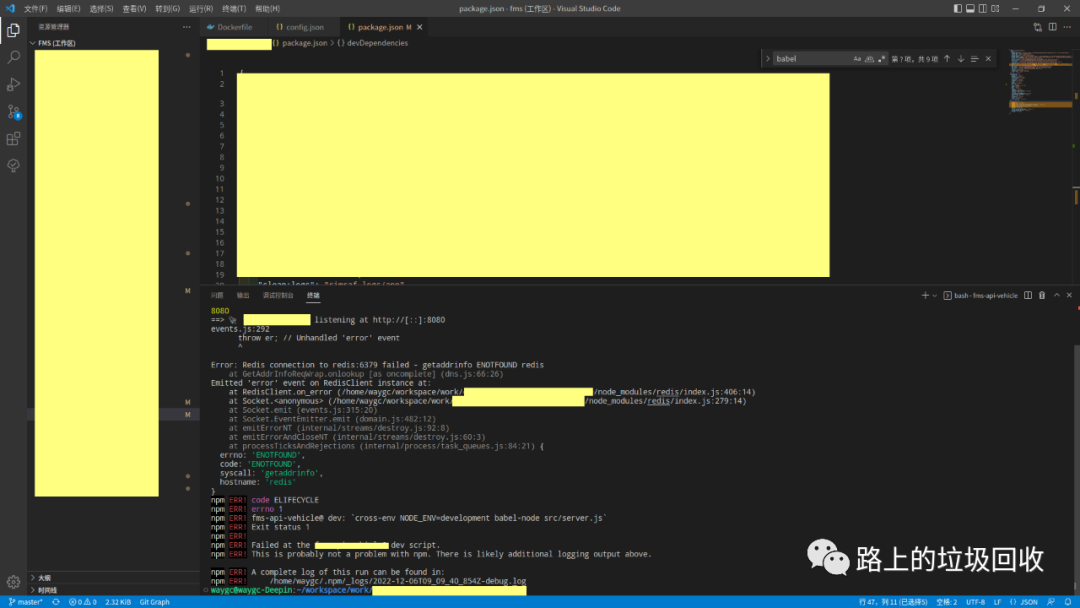 文件(F) 编辑(E) 选择(S) 查看(V) 转到(G) 运行(R) 终端(T) 帮助(H) package.json - fms (工作区) - Visual Studio Code
资源管理器 Dockerfile config.json package.json M
FMS (工作区) package.json > devDependencies
babel 第 7 项, 共 9 项
1
2
3
4
5
6
7
8
9
10
11
12
13
14
15
16
17
18
19
问题 输出 调试控制台 终端 bash - fms-api-vehicle
8080
==> listening at http://[::]:8080
events.js:292
throw er; // Unhandled 'error' event
^
Error: Redis connection to redis:6379 failed - getaddrinfo ENOTFOUND redis
at GetAddrInfoReqWrap.onlookup [as oncomplete] (dns.js:66:26)
Emitted 'error' event on RedisClient instance at:
at RedisClient.on_error (/home/waygc/workspace/work/ /node_modules/redis/index.js:406:14)
at Socket.<anonymous> (/home/waygc/workspace/work/ /node_modules/redis/index.js:279:14)
at Socket.emit (events.js:315:20)
at Socket.EventEmitter.emit (domain.js:482:12)
at emitErrorNT (internal/streams/destroy.js:92:8)
at emitErrorAndCloseNT (internal/streams/destroy.js:60:3)
at processTicksAndRejections (internal/process/task_queues.js:84:21) {
errno: 'ENOTFOUND',
code: 'ENOTFOUND',
syscall: 'getaddrinfo',
hostname: 'redis'
}
npm ERR! code ELIFECYCLE
npm ERR! errno 1
npm ERR! fms-api-vehicle@ dev: `cross-env NODE_ENV=development babel-node src/server.js`
npm ERR! Exit status 1
npm ERR!
npm ERR! Failed at the dev script.
npm ERR! This is probably not a problem with npm. There is likely additional logging output above.
npm ERR! A complete log of this run can be found in:
npm ERR! /home/waygc/.npm/_logs/2022-12-06T09_09_40_854Z-debug.log
waygc@waygc-Deepin:~/workspace/work/
大纲
时间线
master* 0 0 2.32 KiB Git Graph 行 47, 列 11 (已选择5) 空格: 2 UTF-8 LF {} JSON
路上的垃圾回收